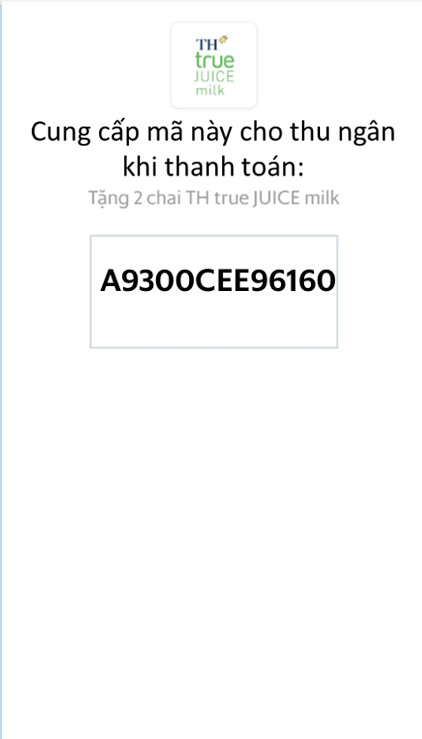 TH
true
JUICE
milk
Cung cấp mã này cho thu ngân
khi thanh toán:
Tặng 2 chai TH true JUICE milk
A9300CEE96160